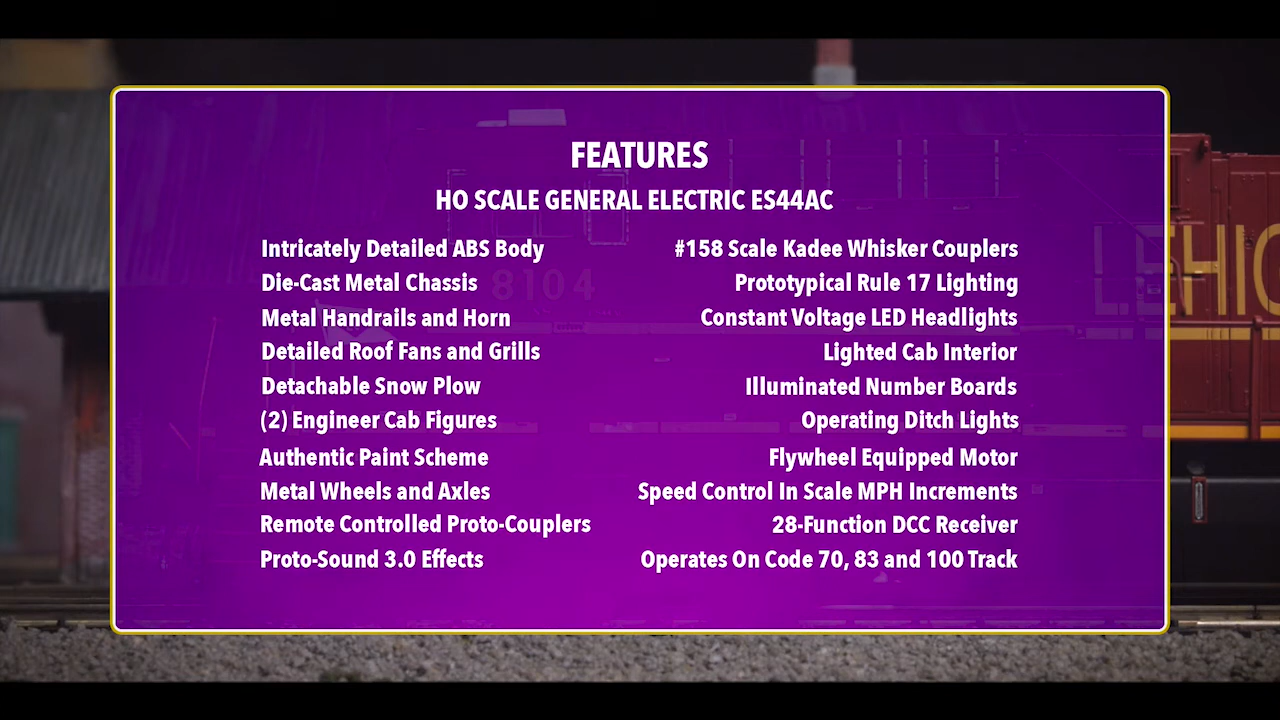 FEATURES
HO SCALE GENERAL ELECTRIC ES44AC
Intricately Detailed ABS Body
Die-Cast Metal Chassis
Metal Handrails and Horn
Detailed Roof Fans and Grills
Detachable Snow Plow
(2) Engineer Cab Figures
Authentic Paint Scheme
Metal Wheels and Axles
Remote Controlled Proto-Couplers
Proto-Sound 3.0 Effects
#158 Scale Kadee Whisker Couplers
Prototypical Rule 17 Lighting
Constant Voltage LED Headlights
Lighted Cab Interior
Illuminated Number Boards
Operating Ditch Lights
Flywheel Equipped Motor
Speed Control In Scale MPH Increments
28-Function DCC Receiver
Operates On Code 70, 83 and 100 Track
8104
LEHIG